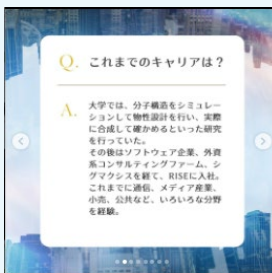 Q. これまでのキャリアは？
A. 大学では、分子構造をシミュレー
ションして物性設計を行い、実際
に合成して確かめるといった研究
を行っていた。
その後はソフトウェア企業、外資
系コンサルティングファーム、シ
グマクシスを経て、RISEに入社。
これまでに通信、メディア産業、
小売、公共など、いろいろな分野
を経験。